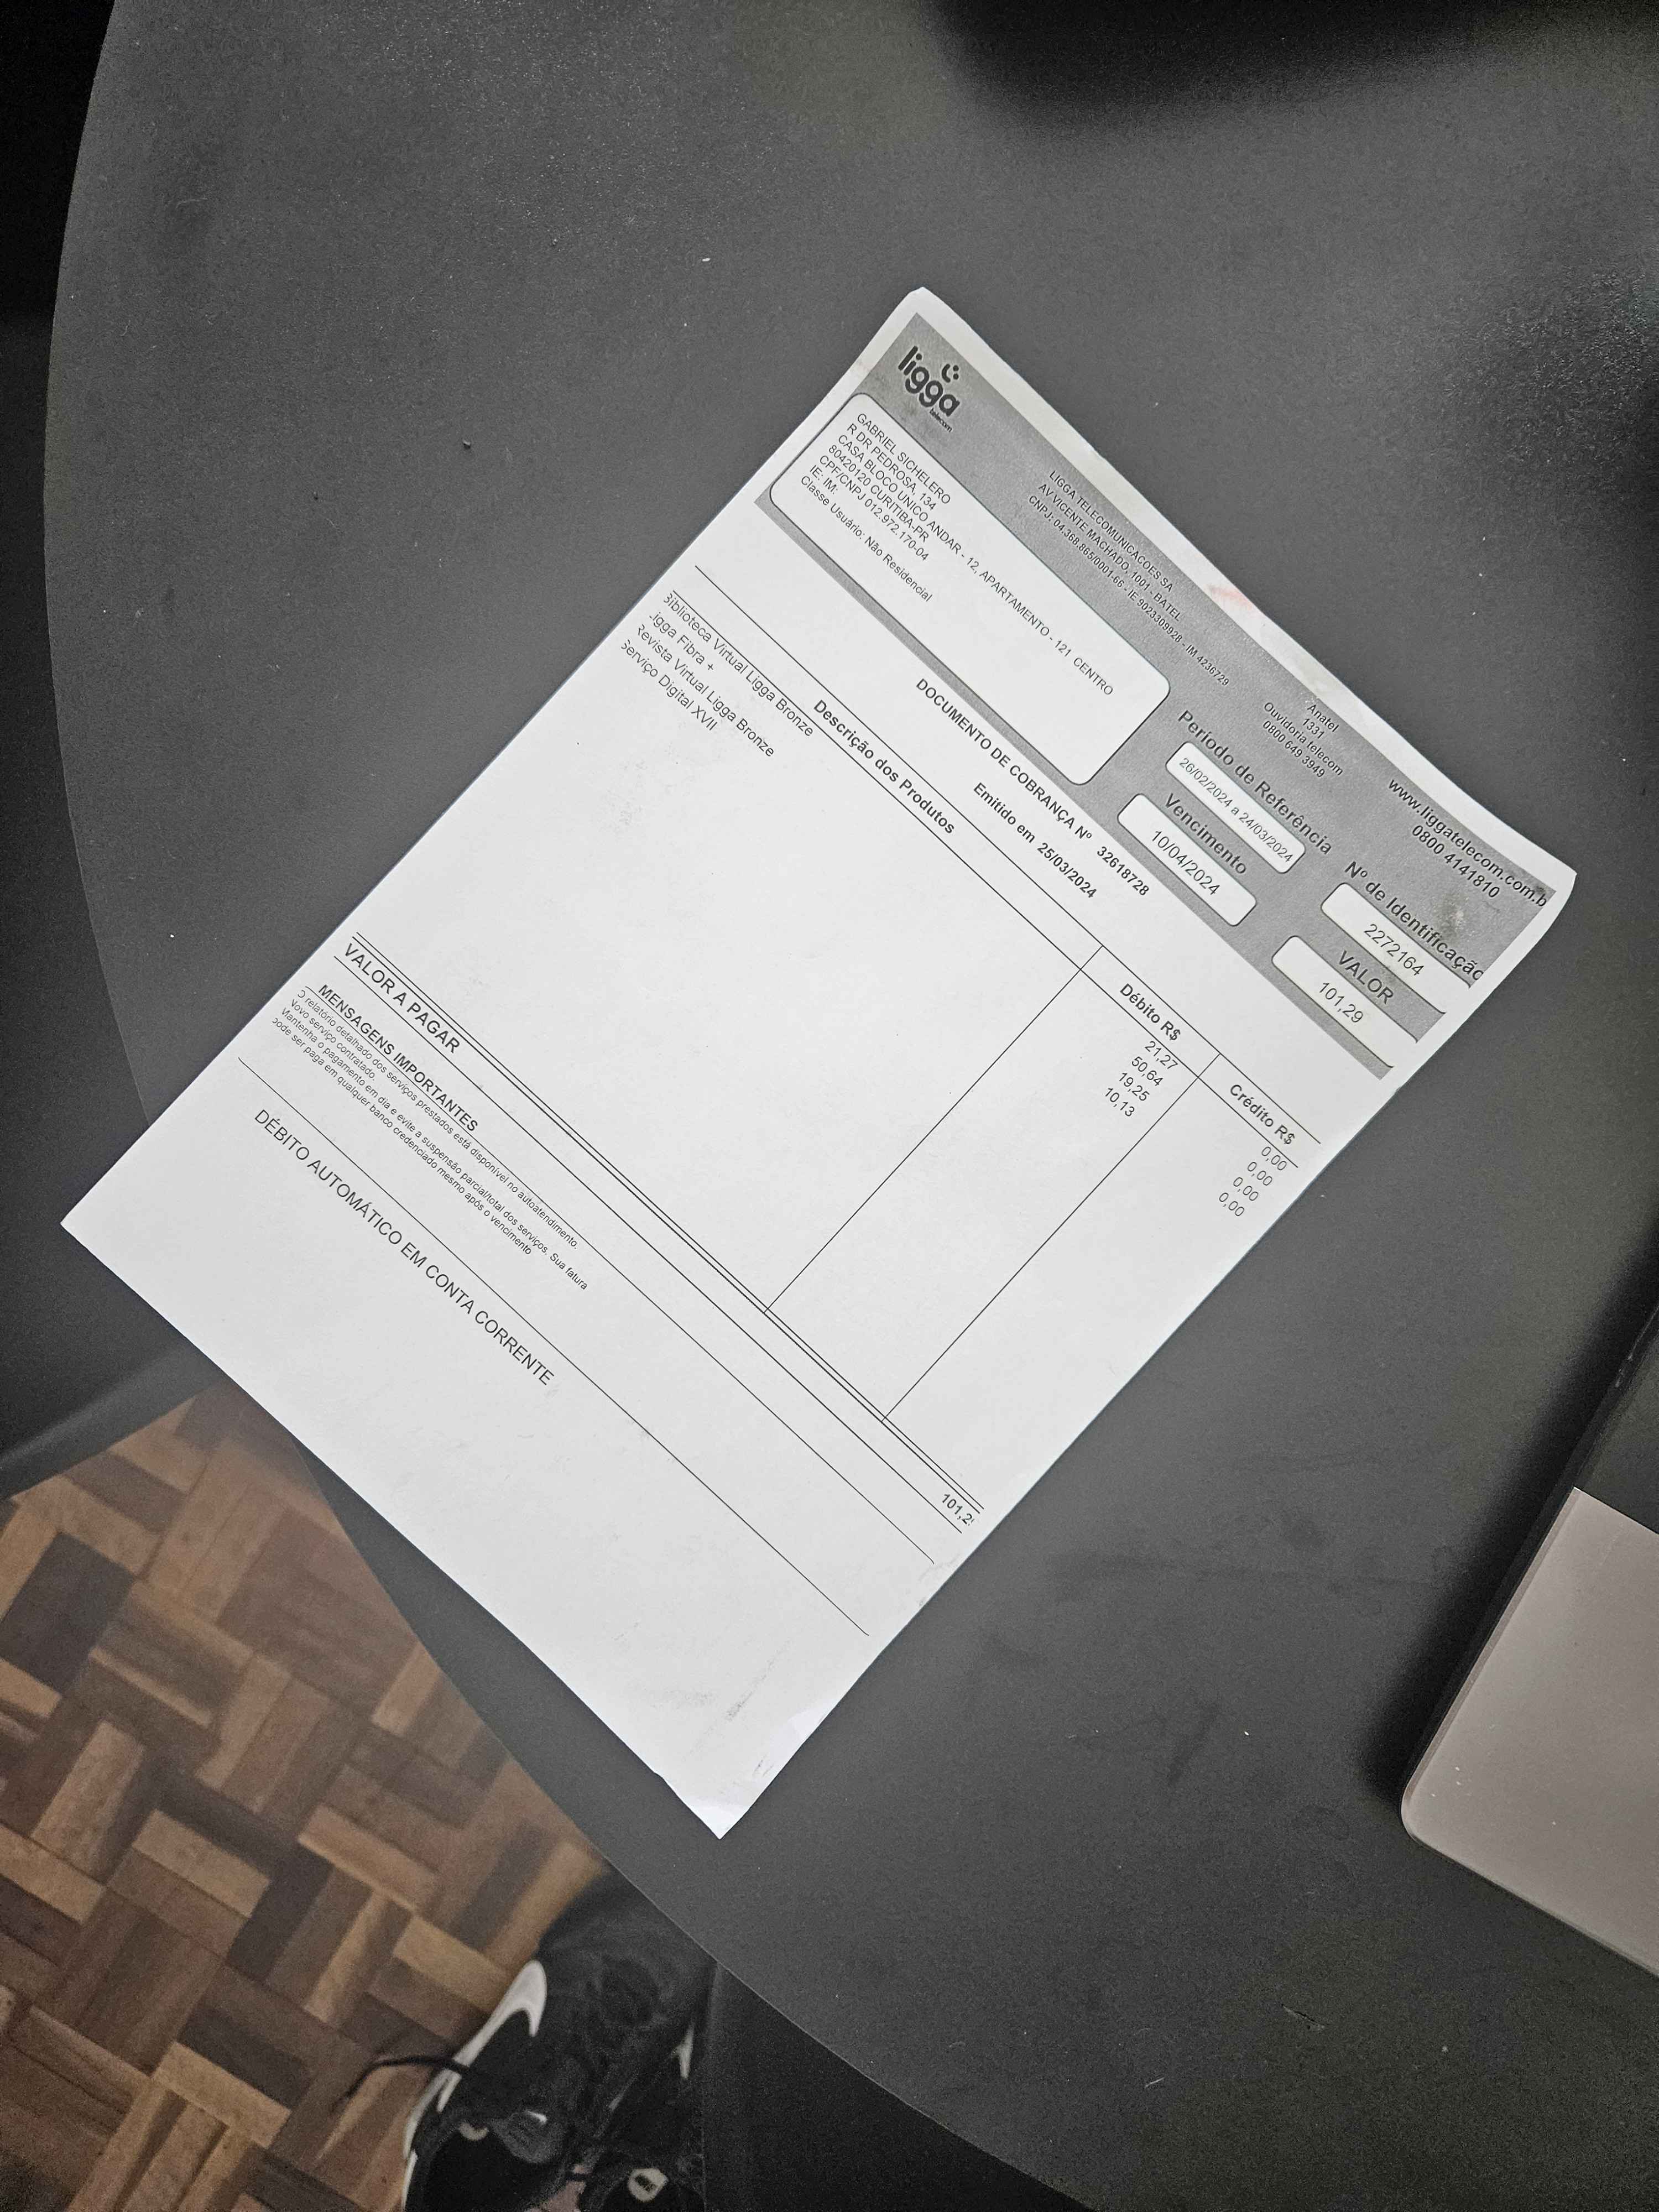 ligga
telecom
LIGGA TELECOMUNICACOES SA
AV VICENTE MACHADO, 1001 - BATEL
CNPJ: 04.368.865/0001-66 - IE 9023309928 - IM 4236729
Anatel
1331
Ouvidoria telecom
0800 649 3949
www.liggatelecom.com.b
0800 4141810
GABRIEL SICHELERO
R DR PEDROSA, 134
CASA BLOCO UNICO ANDAR - 12, APARTAMENTO - 121 CENTRO
80420120 CURITIBA-PR
CPF/CNPJ 012.972.170-04
IE: IM:
Classe Usuário: Não Residencial
Período de Referência
26/02/2024 a 24/03/2024
Nº de Identificação
2272164
Vencimento
10/04/2024
VALOR
101,29
DOCUMENTO DE COBRANÇA Nº 32618728
Emitido em 25/03/2024
Descrição dos Produtos Débito R$ Crédito R$
Biblioteca Virtual Ligga Bronze 21,27 0,00
Ligga Fibra + 50,64 0,00
Revista Virtual Ligga Bronze 19,25 0,00
Serviço Digital XVII 10,13 0,00
VALOR A PAGAR 101,29
MENSAGENS IMPORTANTES
O relatório detalhado dos serviços prestados está disponível no autoatendimento.
Novo serviço contratado.
Mantenha o pagamento em dia e evite a suspensão parcial/total dos serviços. Sua fatura
pode ser paga em qualquer banco credenciado mesmo após o vencimento
DÉBITO AUTOMÁTICO EM CONTA CORRENTE